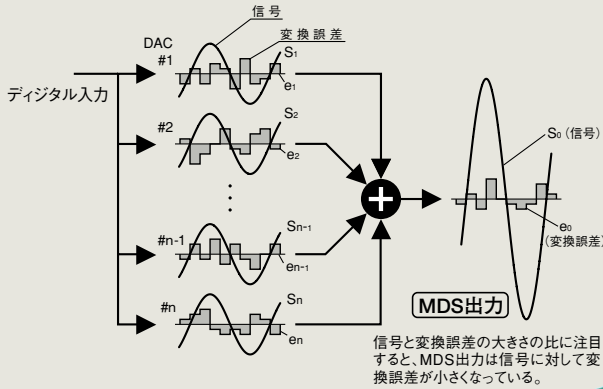 信号
変換誤差
DAC
#1
S1
e1
ディジタル入力
#2
S2
e2
S0(信号)
e0
(変換誤差)
#n-1
Sn-1
en-1
#n
Sn
en
MDS出力
信号と変換誤差の大きさの比に注目
すると、MDS出力は信号に対して変
換誤差が小さくなっている。